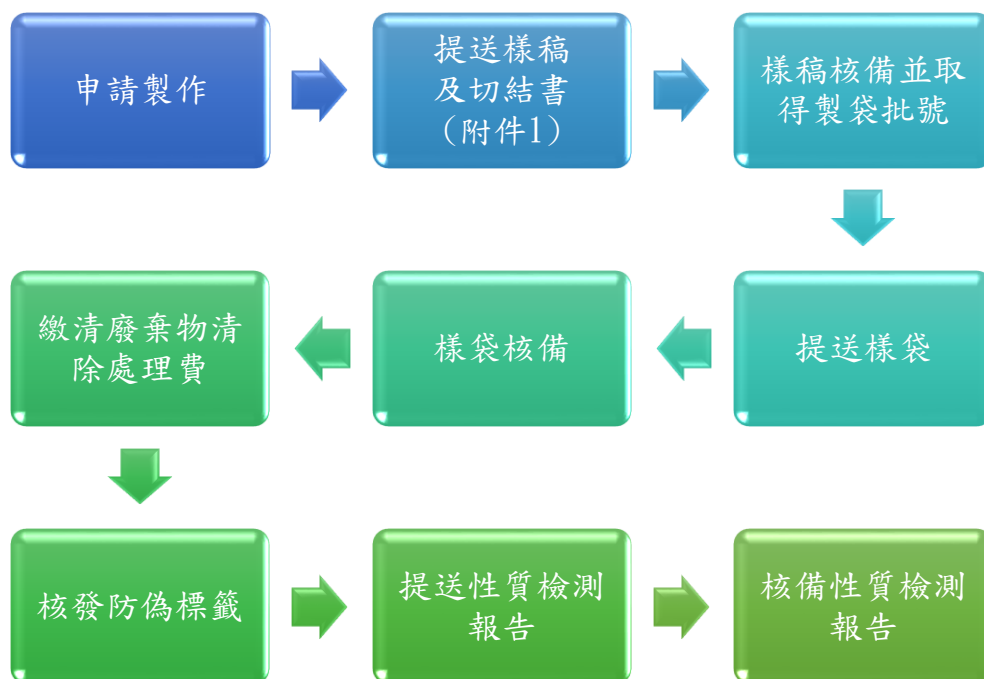 申請製作
提送樣稿
及切結書
（附件1）
樣稿核備並取
得製袋批號
提送樣袋
樣袋核備
繳清廢棄物清
除處理費
核發防偽標籤
提送性質檢測
報告
核備性質檢測
報告